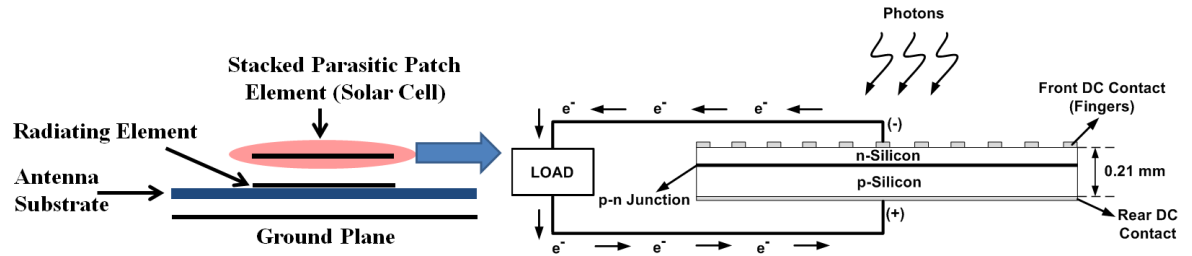 Stacked Parasitic Patch
Element (Solar Cell)
Radiating Element
Antenna
Substrate
Ground Plane
Photons
e- e- e- e-
(-)
Front DC Contact
(Fingers)
LOAD
n-Silicon
p-Silicon
0.21 mm
p-n Junction
(+)
Rear DC
Contact
e- e- e- e-